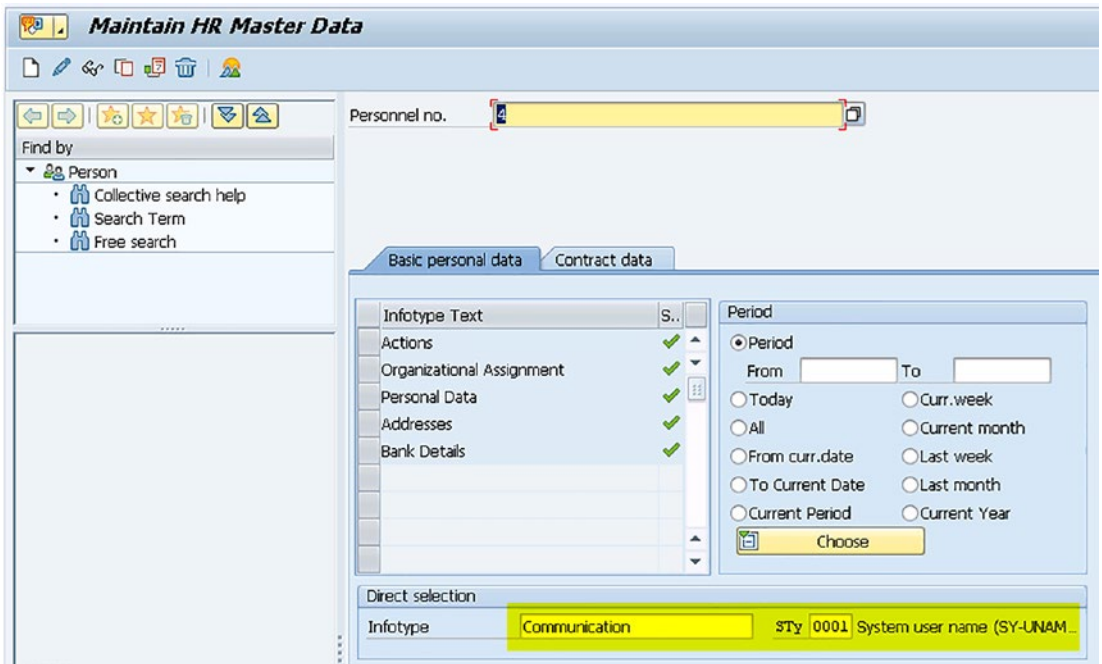 Maintain HR Master Data
Personnel no. 4
Find by
Person
Collective search help
Search Term
Free search
Basic personal data Contract data
Infotype Text S..
Actions
Organizational Assignment
Personal Data
Addresses
Bank Details
Period
Period
From To
Today Curr.week
All Current month
From curr.date Last week
To Current Date Last month
Current Period Current Year
Choose
Direct selection
Infotype Communication STy 0001 System user name (SY-UNAM...